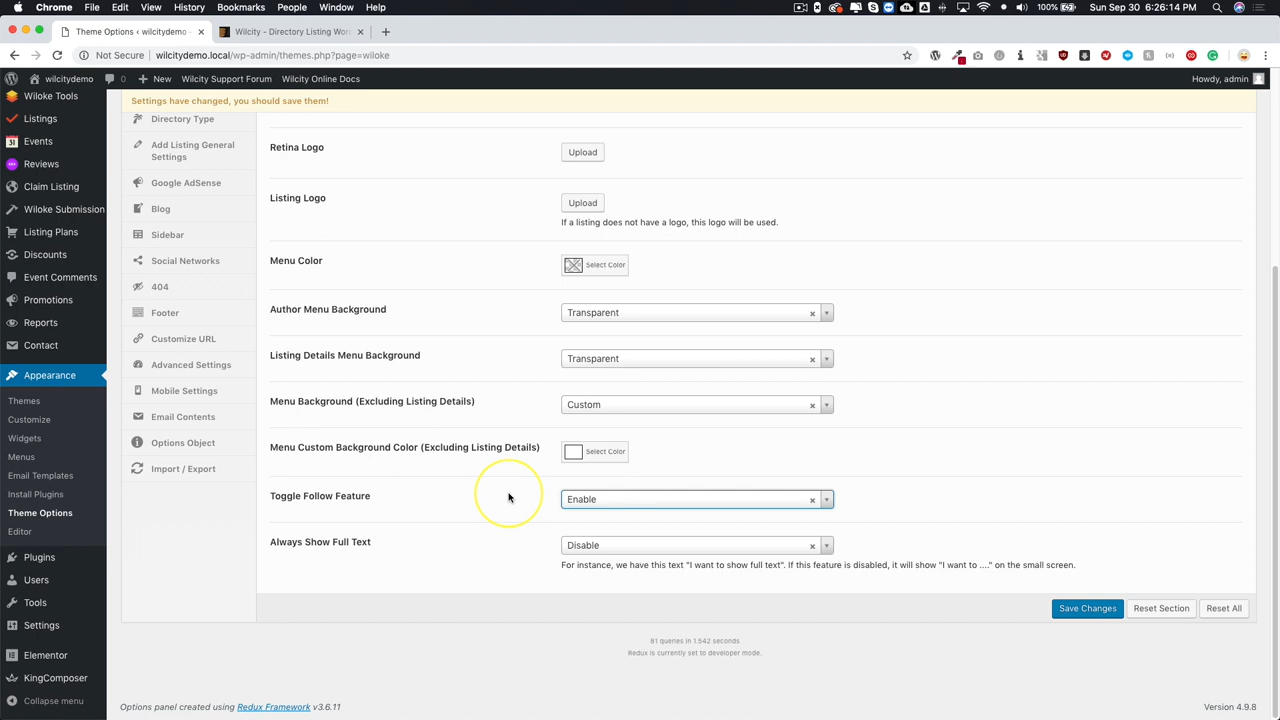 Chrome File Edit View History Bookmarks People Window Help 100% Sun Sep 30 6:26:14 PM
Theme Options ‹ wilcitydemo – Wilcity - Directory Listing Wor
Not Secure wilcitydemo.local/wp-admin/themes.php?page=wiloke
wilcitydemo 0 New Wilcity Support Forum Wilcity Online Docs Howdy, admin
Wiloke Tools
Listings
Events
Reviews
Claim Listing
Wiloke Submission
Listing Plans
Discounts
Event Comments
Promotions
Reports
Contact
Appearance
Themes
Customize
Widgets
Menus
Email Templates
Install Plugins
Theme Options
Editor
Plugins
Users
Tools
Settings
Elementor
KingComposer
Collapse menu
Settings have changed, you should save them!
Directory Type
Add Listing General
Settings
Google AdSense
Blog
Sidebar
Social Networks
404
Footer
Customize URL
Advanced Settings
Mobile Settings
Email Contents
Options Object
Import / Export
Retina Logo Upload
Listing Logo Upload
If a listing does not have a logo, this logo will be used.
Menu Color Select Color
Author Menu Background Transparent
Listing Details Menu Background Transparent
Menu Background (Excluding Listing Details) Custom
Menu Custom Background Color (Excluding Listing Details) Select Color
Toggle Follow Feature Enable
Always Show Full Text Disable
For instance, we have this text "I want to show full text". If this feature is disabled, it will show "I want to ...." on the small screen.
Save Changes Reset Section Reset All
81 queries in 1.542 seconds
Redux is currently set to developer mode.
Options panel created using Redux Framework v3.6.11 Version 4.9.8